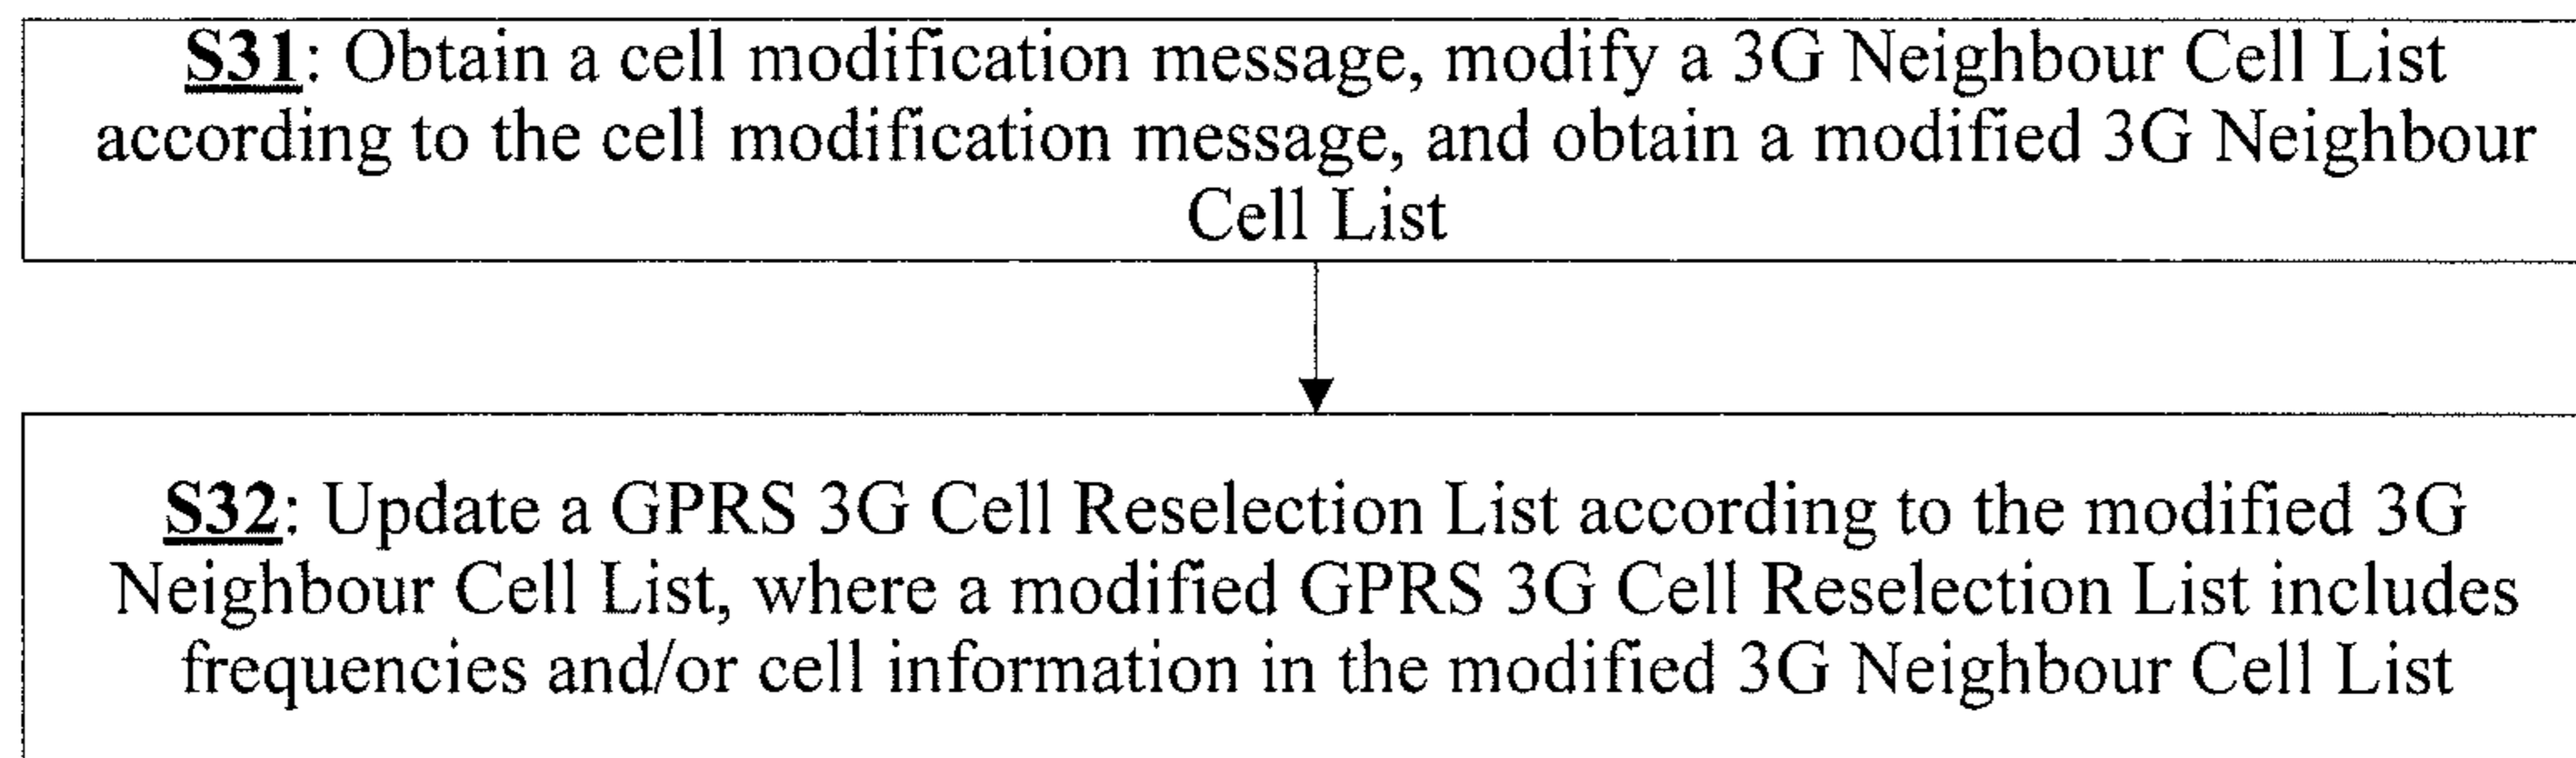 S31: Obtain a cell modification message, modify a 3G Neighbour Cell List
according to the cell modification message, and obtain a modified 3G Neighbour
Cell List
S32: Update a GPRS 3G Cell Reselection List according to the modified 3G
Neighbour Cell List, where a modified GPRS 3G Cell Reselection List includes
frequencies and/or cell information in the modified 3G Neighbour Cell List